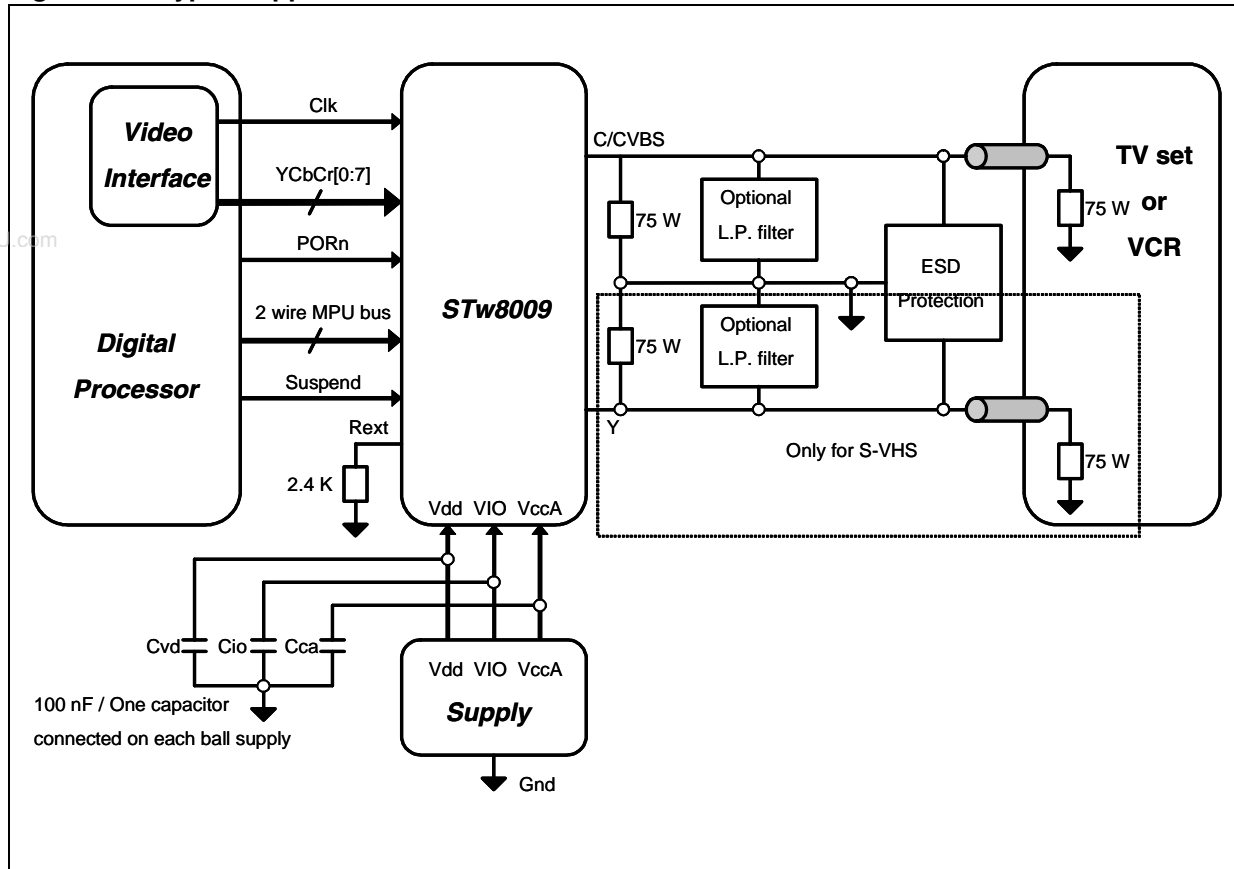 Clk
Video
Interface
YCbCr[0:7]
PORn
2 wire MPU bus
Digital
Processor
Suspend
Rext
2.4 K
STw8009
Vdd VIO VccA
C/CVBS
75 W
Optional
L.P. filter
ESD
Protection
75 W
Optional
L.P. filter
Y
Only for S-VHS
TV set
75 W or
VCR
75 W
Cvd Cio Cca
100 nF / One capacitor
connected on each ball supply
Vdd VIO VccA
Supply
Gnd